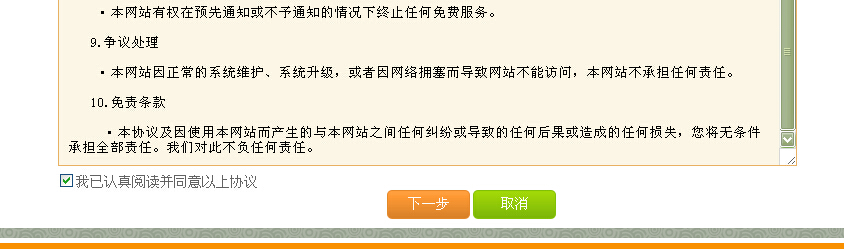 ・本网站有权在预先通知或不予通知的情况下终止任何免费服务。
9.争议处理
・本网站因正常的系统维护、系统升级，或者因网络拥塞而导致网站不能访问，本网站不承担任何责任。
10.免责条款
・本协议及因使用本网站而产生的与本网站之间任何纠纷或导致的任何后果或造成的任何损失，您将无条件
承担全部责任。我们对此不负任何责任。
我已认真阅读并同意以上协议
下一步 取消